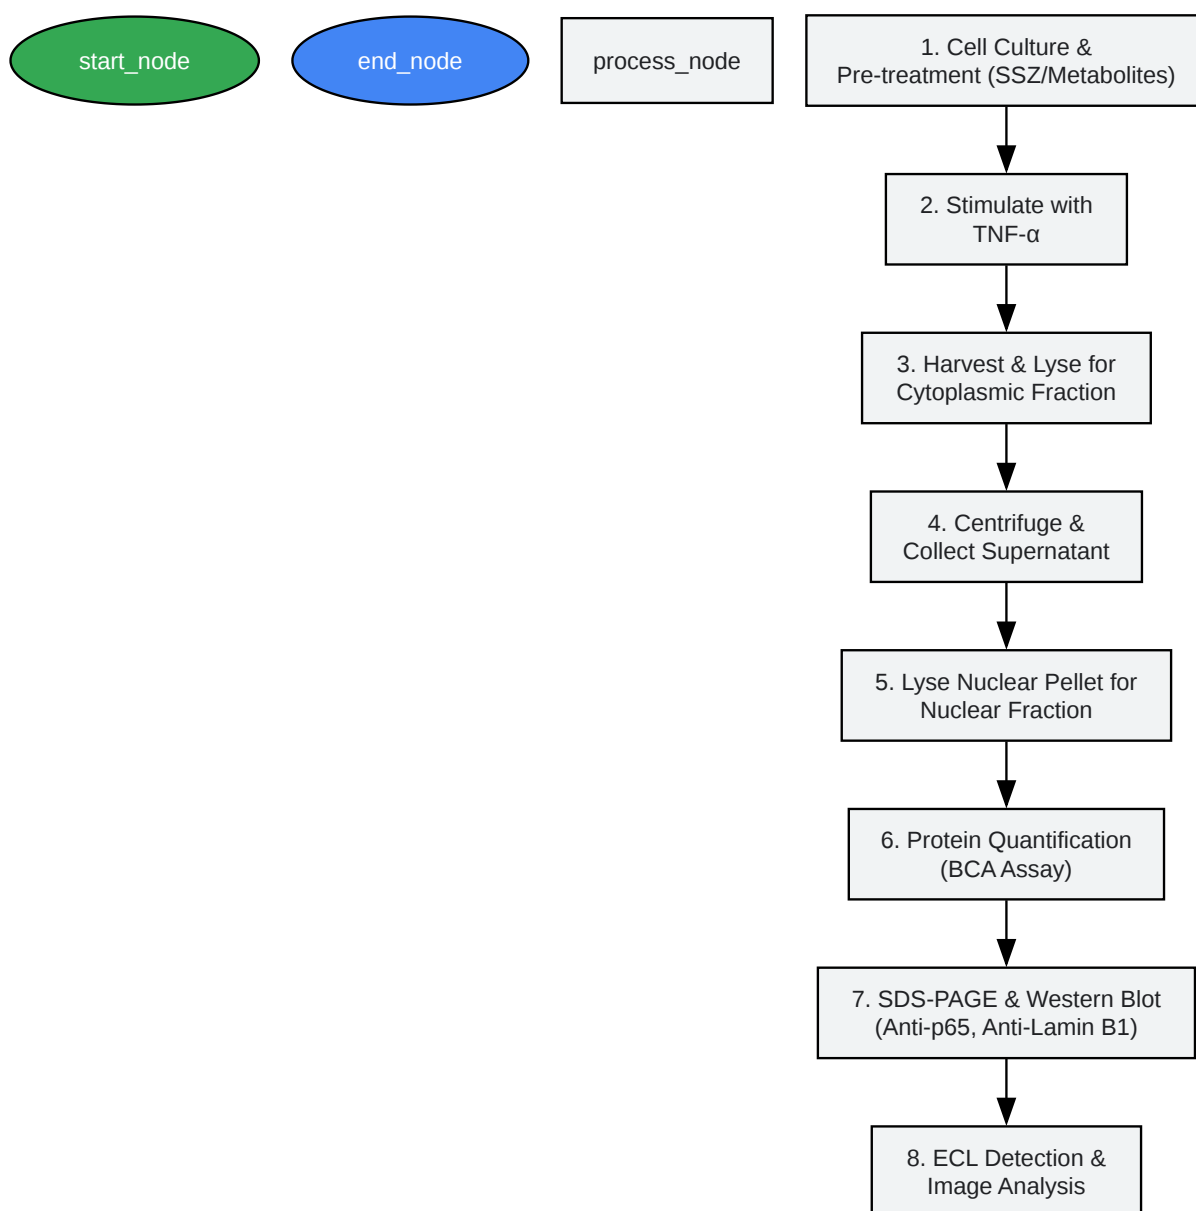 start_node
end_node
process_node
1. Cell Culture &
Pre-treatment (SSZ/Metabolites)
2. Stimulate with
TNF-α
3. Harvest & Lyse for
Cytoplasmic Fraction
4. Centrifuge &
Collect Supernatant
5. Lyse Nuclear Pellet for
Nuclear Fraction
6. Protein Quantification
(BCA Assay)
7. SDS-PAGE & Western Blot
(Anti-p65, Anti-Lamin B1)
8. ECL Detection &
Image Analysis